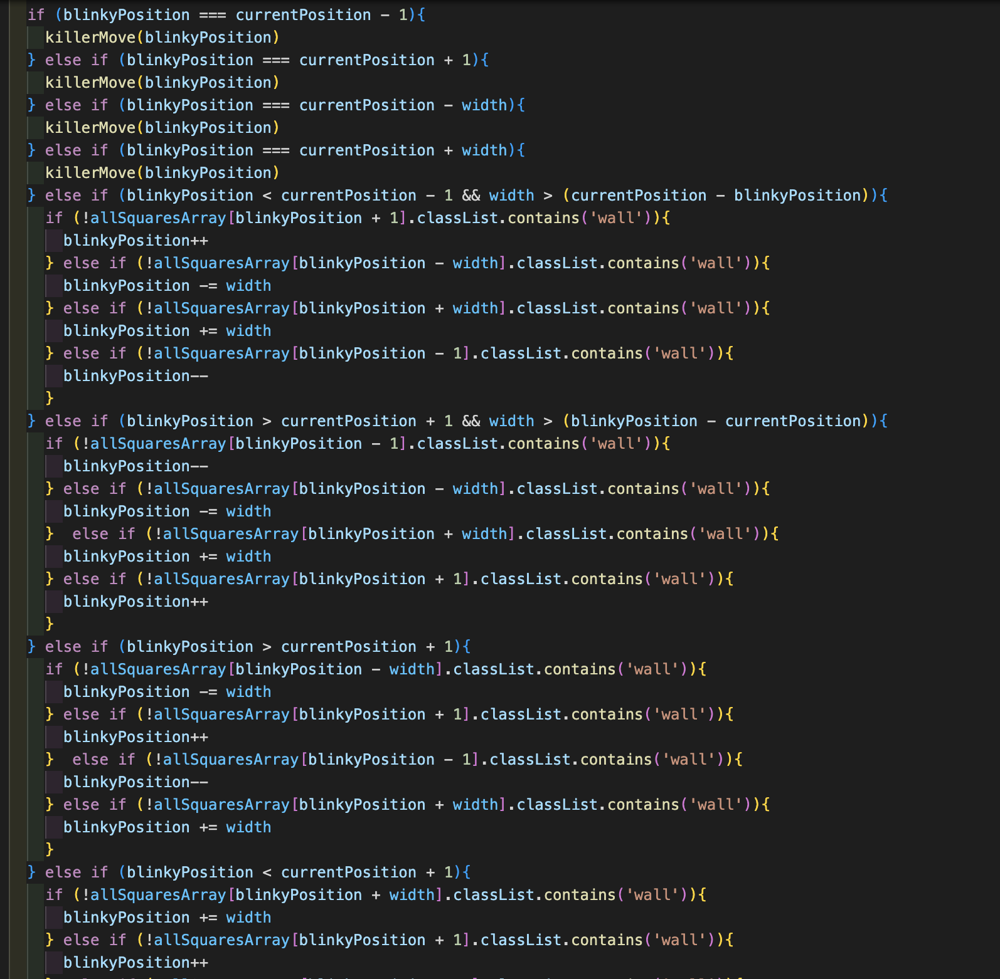 if (blinkyPosition === currentPosition - 1){
  killerMove(blinkyPosition)
} else if (blinkyPosition === currentPosition + 1){
  killerMove(blinkyPosition)
} else if (blinkyPosition === currentPosition - width){
  killerMove(blinkyPosition)
} else if (blinkyPosition === currentPosition + width){
  killerMove(blinkyPosition)
} else if (blinkyPosition < currentPosition - 1 && width > (currentPosition - blinkyPosition)){
  if (!allSquaresArray[blinkyPosition + 1].classList.contains('wall')){
    blinkyPosition++
  } else if (!allSquaresArray[blinkyPosition - width].classList.contains('wall')){
    blinkyPosition -= width
  } else if (!allSquaresArray[blinkyPosition + width].classList.contains('wall')){
    blinkyPosition += width
  } else if (!allSquaresArray[blinkyPosition - 1].classList.contains('wall')){
    blinkyPosition--
  }
} else if (blinkyPosition > currentPosition + 1 && width > (blinkyPosition - currentPosition)){
  if (!allSquaresArray[blinkyPosition - 1].classList.contains('wall')){
    blinkyPosition--
  } else if (!allSquaresArray[blinkyPosition - width].classList.contains('wall')){
    blinkyPosition -= width
  }  else if (!allSquaresArray[blinkyPosition + width].classList.contains('wall')){
    blinkyPosition += width
  } else if (!allSquaresArray[blinkyPosition + 1].classList.contains('wall')){
    blinkyPosition++
  }
} else if (blinkyPosition > currentPosition + 1){
  if (!allSquaresArray[blinkyPosition - width].classList.contains('wall')){
    blinkyPosition -= width
  } else if (!allSquaresArray[blinkyPosition + 1].classList.contains('wall')){
    blinkyPosition++
  }  else if (!allSquaresArray[blinkyPosition - 1].classList.contains('wall')){
    blinkyPosition--
  } else if (!allSquaresArray[blinkyPosition + width].classList.contains('wall')){
    blinkyPosition += width
  }
} else if (blinkyPosition < currentPosition + 1){
  if (!allSquaresArray[blinkyPosition + width].classList.contains('wall')){
    blinkyPosition += width
  } else if (!allSquaresArray[blinkyPosition + 1].classList.contains('wall')){
    blinkyPosition++